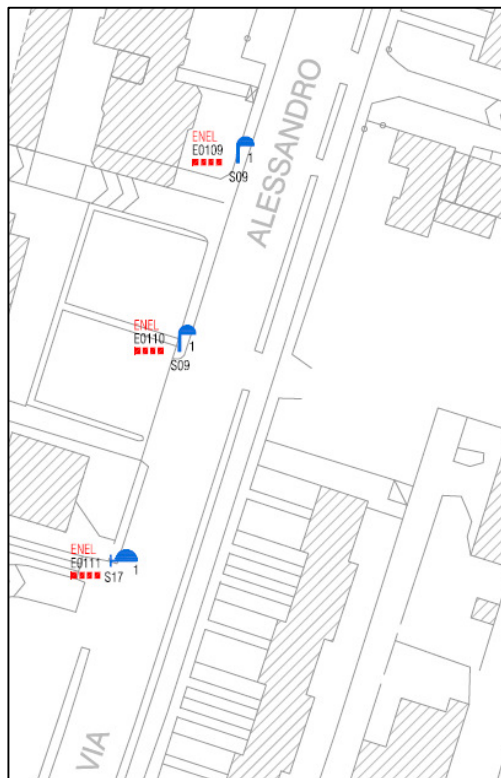 ALESSANDRO
ENEL
E0109
1
S09
ENEL
E0110
1
S09
ENEL
E0111
1
S17
VIA